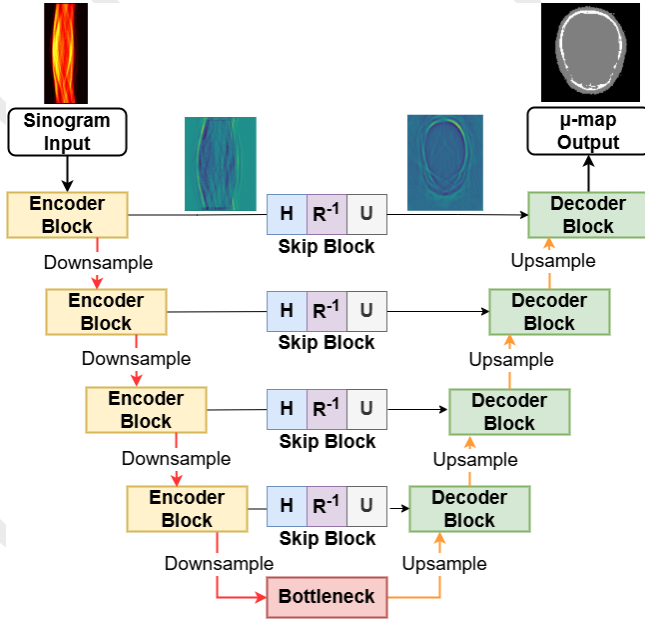 Sinogram
Input
μ-map
Output
Encoder
Block
H R⁻¹ U
Skip Block
Decoder
Block
Downsample
Upsample
Encoder
Block
H R⁻¹ U
Skip Block
Decoder
Block
Downsample
Upsample
Encoder
Block
H R⁻¹ U
Skip Block
Decoder
Block
Downsample
Upsample
Encoder
Block
H R⁻¹ U
Skip Block
Decoder
Block
Downsample
Upsample
Bottleneck